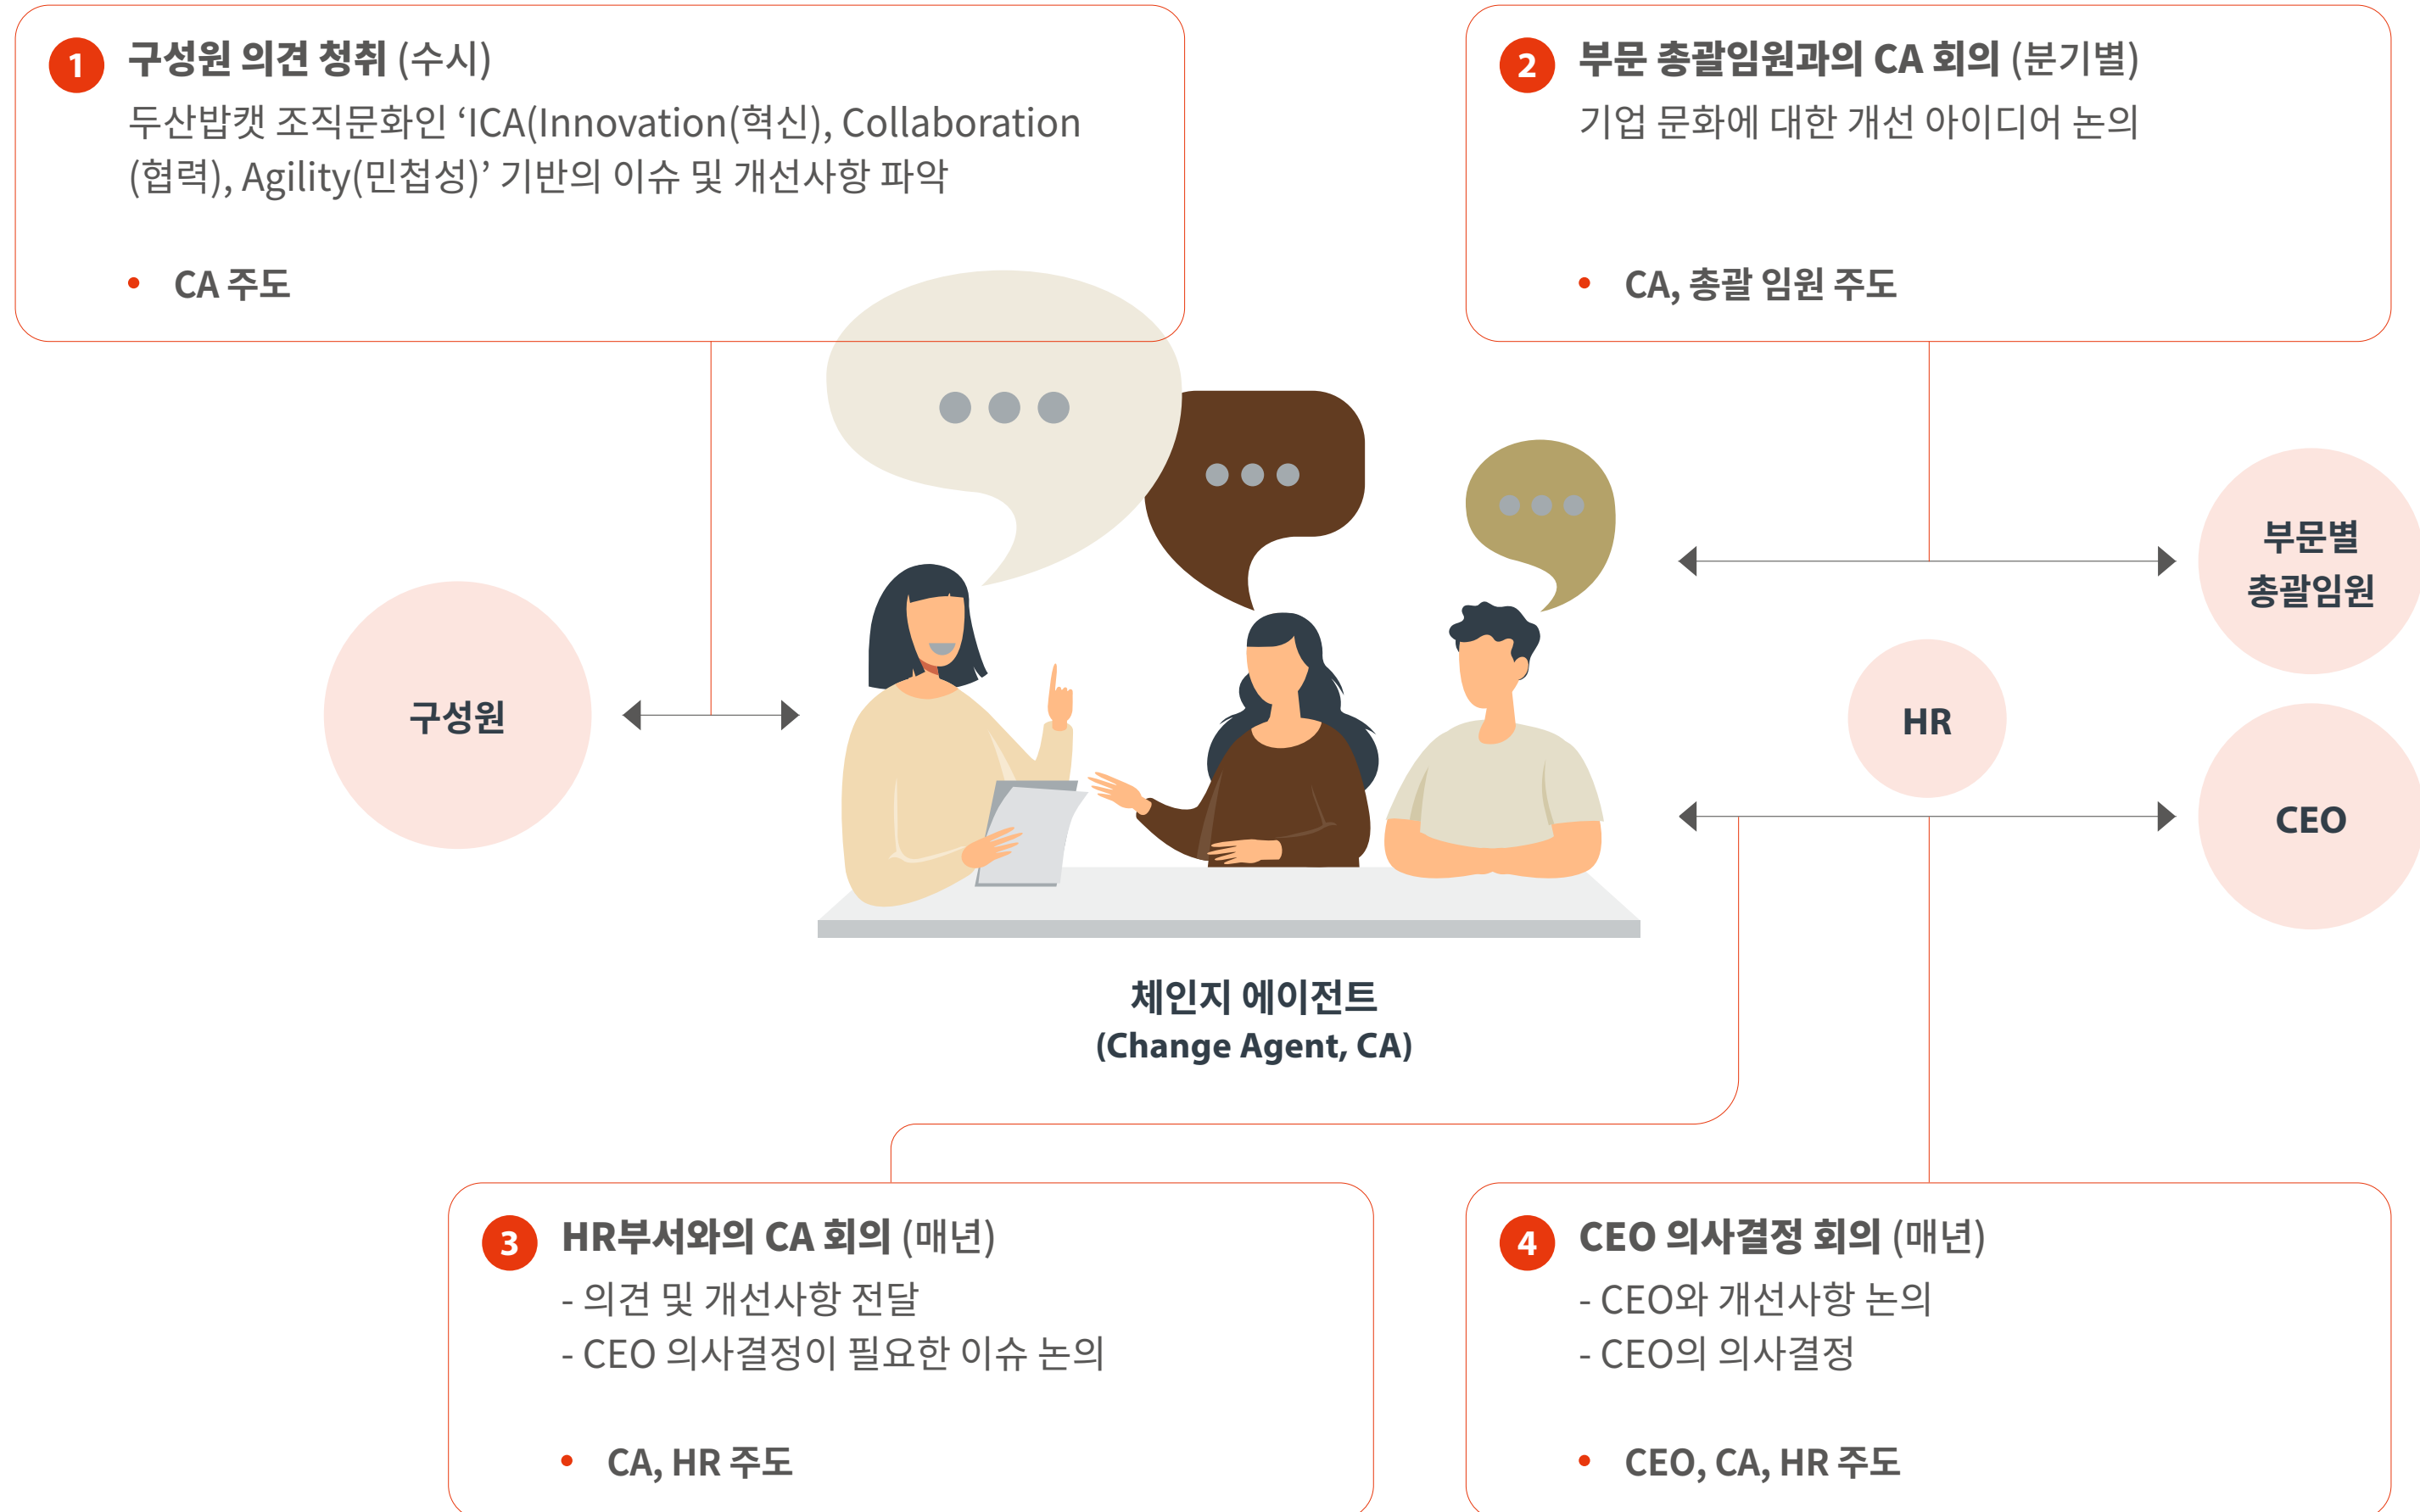 1 구성원 의견 청취 (수시)
두산밥캣 조직문화인 ‘ICA(Innovation(혁신), Collaboration
(협력), Agility(민첩성)’ 기반의 이슈 및 개선사항 파악
• CA 주도
2 부문 총괄임원과의 CA 회의 (분기별)
기업 문화에 대한 개선 아이디어 논의
• CA, 총괄 임원 주도
구성원
부문별
총괄임원
HR
CEO
체인지 에이전트
(Change Agent, CA)
3 HR부서와의 CA 회의 (매년)
- 의견 및 개선사항 전달
- CEO 의사결정이 필요한 이슈 논의
• CA, HR 주도
4 CEO 의사결정 회의 (매년)
- CEO와 개선사항 논의
- CEO의 의사결정
• CEO, CA, HR 주도